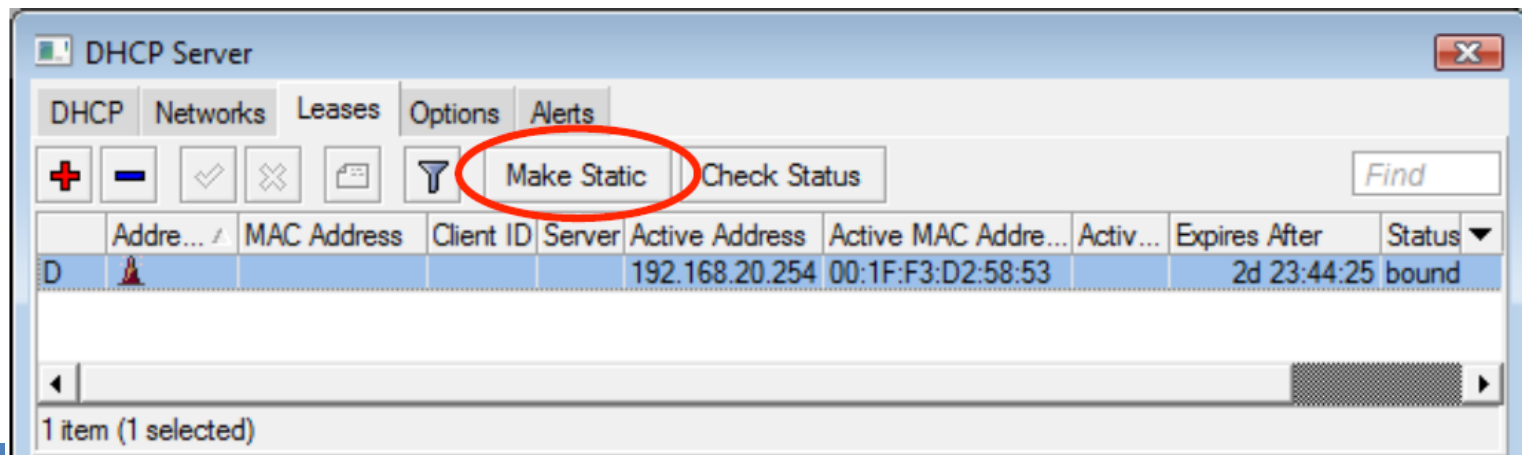 DHCP Server
DHCP Networks Leases Options Alerts
Make Static Check Status Find
Addre... MAC Address Client ID Server Active Address Active MAC Addre... Activ... Expires After Status
D 192.168.20.254 00:1F:F3:D2:58:53 2d 23:44:25 bound
1 item (1 selected)